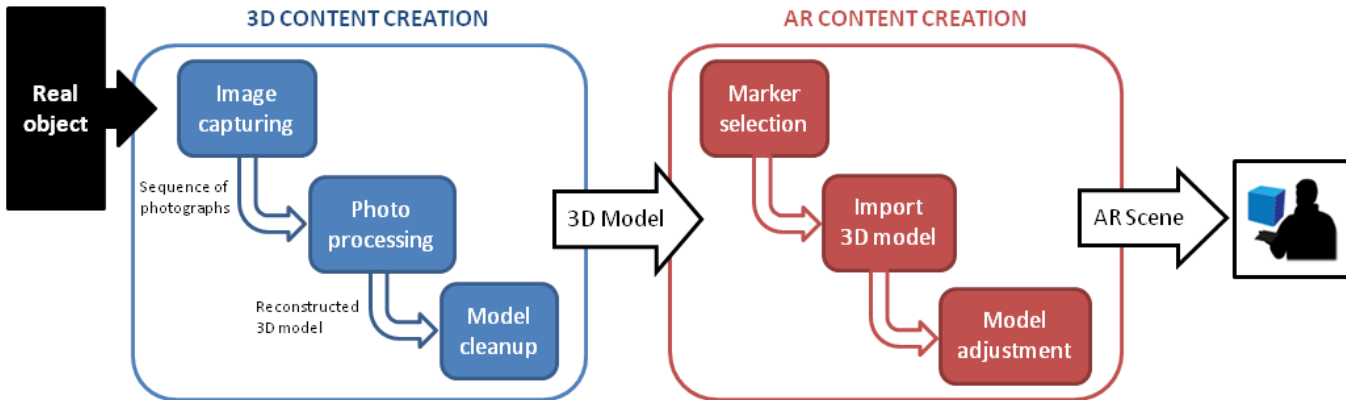 3D CONTENT CREATION
AR CONTENT CREATION
Real
object
Image
capturing
Sequence of
photographs
Photo
processing
Reconstructed
3D model
Model
cleanup
3D Model
Marker
selection
Import
3D model
Model
adjustment
AR Scene